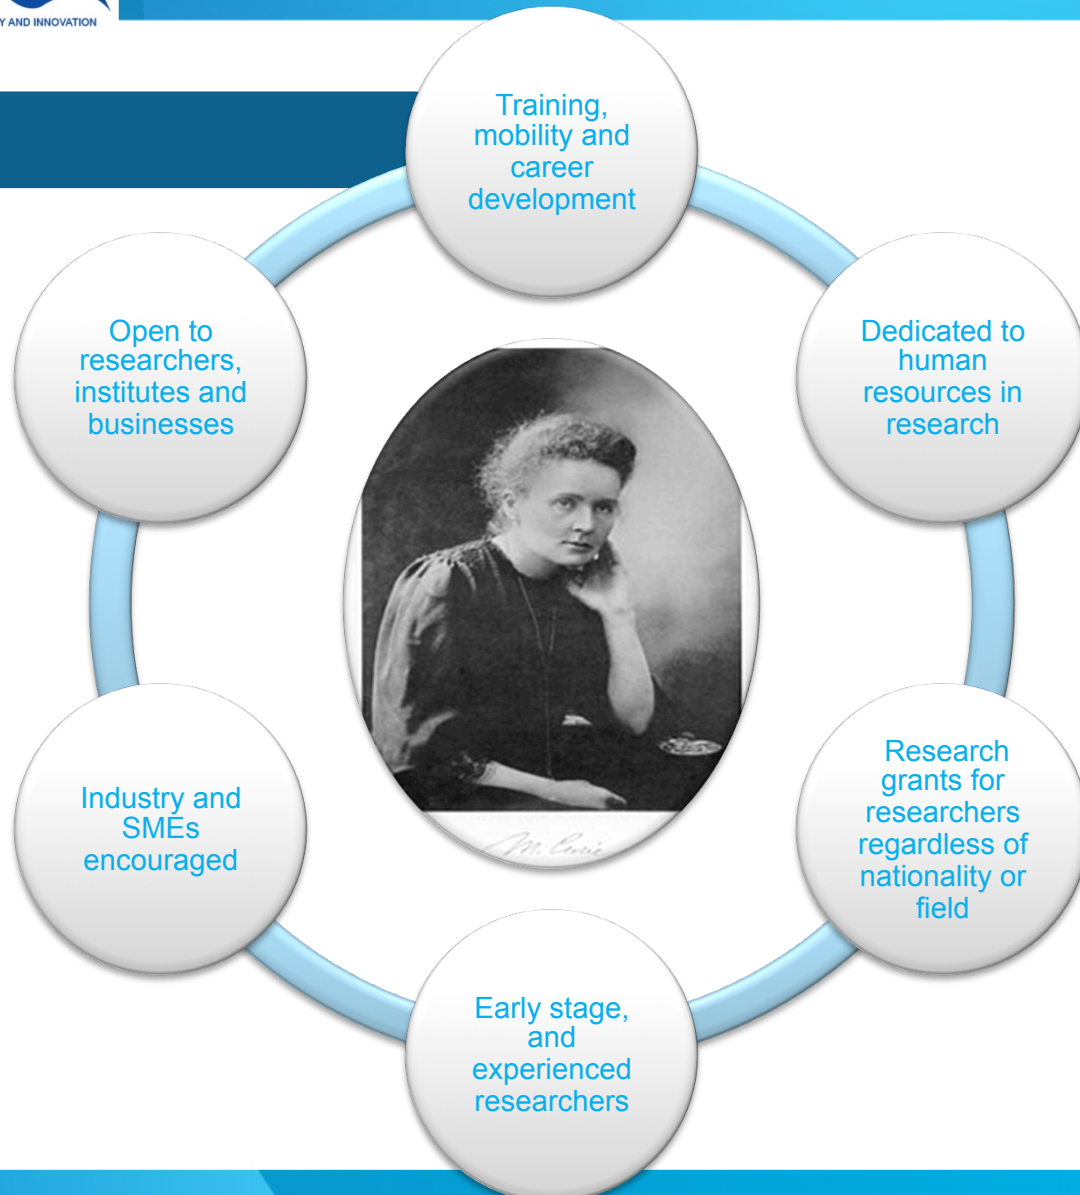 Y AND INNOVATION
Training,
mobility and
career
development
Dedicated to
human
resources in
research
Research
grants for
researchers
regardless of
nationality or
field
Early stage,
and
experienced
researchers
Industry and
SMEs
encouraged
Open to
researchers,
institutes and
businesses
M. Curie